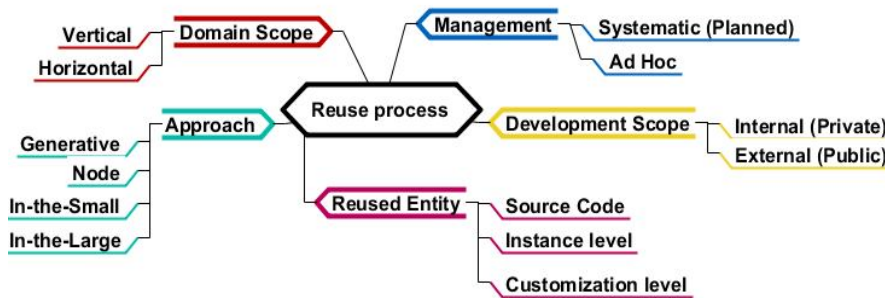 Domain Scope
Vertical
Horizontal
Management
Systematic (Planned)
Ad Hoc
Reuse process
Approach
Generative
Node
In-the-Small
In-the-Large
Development Scope
Internal (Private)
External (Public)
Reused Entity
Source Code
Instance level
Customization level